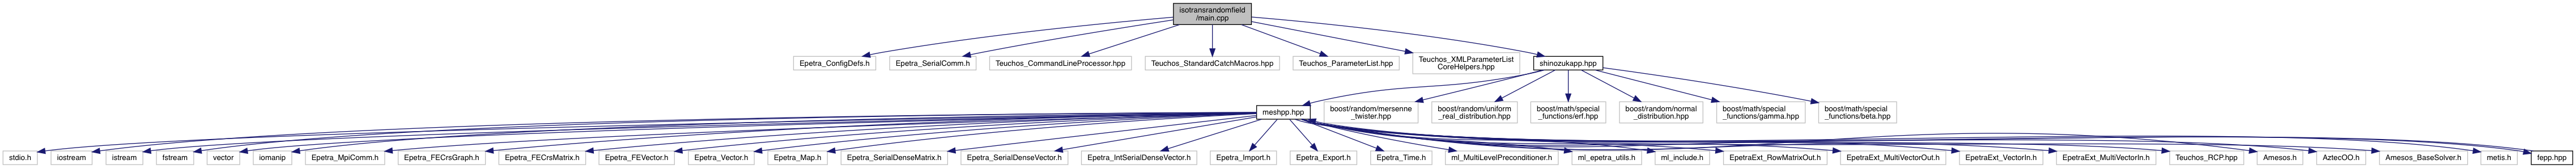 isotransrandomfield
/main.cpp
Epetra_ConfigDefs.h
Epetra_SerialComm.h
Teuchos_CommandLineProcessor.hpp
Teuchos_StandardCatchMacros.hpp
Teuchos_ParameterList.hpp
Teuchos_XMLParameterList
CoreHelpers.hpp
shinozukapp.hpp
meshpp.hpp
boost/random/mersenne
_twister.hpp
boost/random/uniform
_real_distribution.hpp
boost/math/special
_functions/erf.hpp
boost/random/normal
_distribution.hpp
boost/math/special
_functions/gamma.hpp
boost/math/special
_functions/beta.hpp
stdio.h
iostream
istream
fstream
vector
iomanip
Epetra_MpiComm.h
Epetra_FECrsGraph.h
Epetra_FECrsMatrix.h
Epetra_FEVector.h
Epetra_Vector.h
Epetra_Map.h
Epetra_SerialDenseMatrix.h
Epetra_SerialDenseVector.h
Epetra_IntSerialDenseVector.h
Epetra_Import.h
Epetra_Export.h
Epetra_Time.h
ml_MultiLevelPreconditioner.h
ml_epetra_utils.h
ml_include.h
EpetraExt_RowMatrixOut.h
EpetraExt_MultiVectorOut.h
EpetraExt_VectorIn.h
EpetraExt_MultiVectorIn.h
Teuchos_RCP.hpp
Amesos.h
AztecOO.h
Amesos_BaseSolver.h
metis.h
fepp.hpp